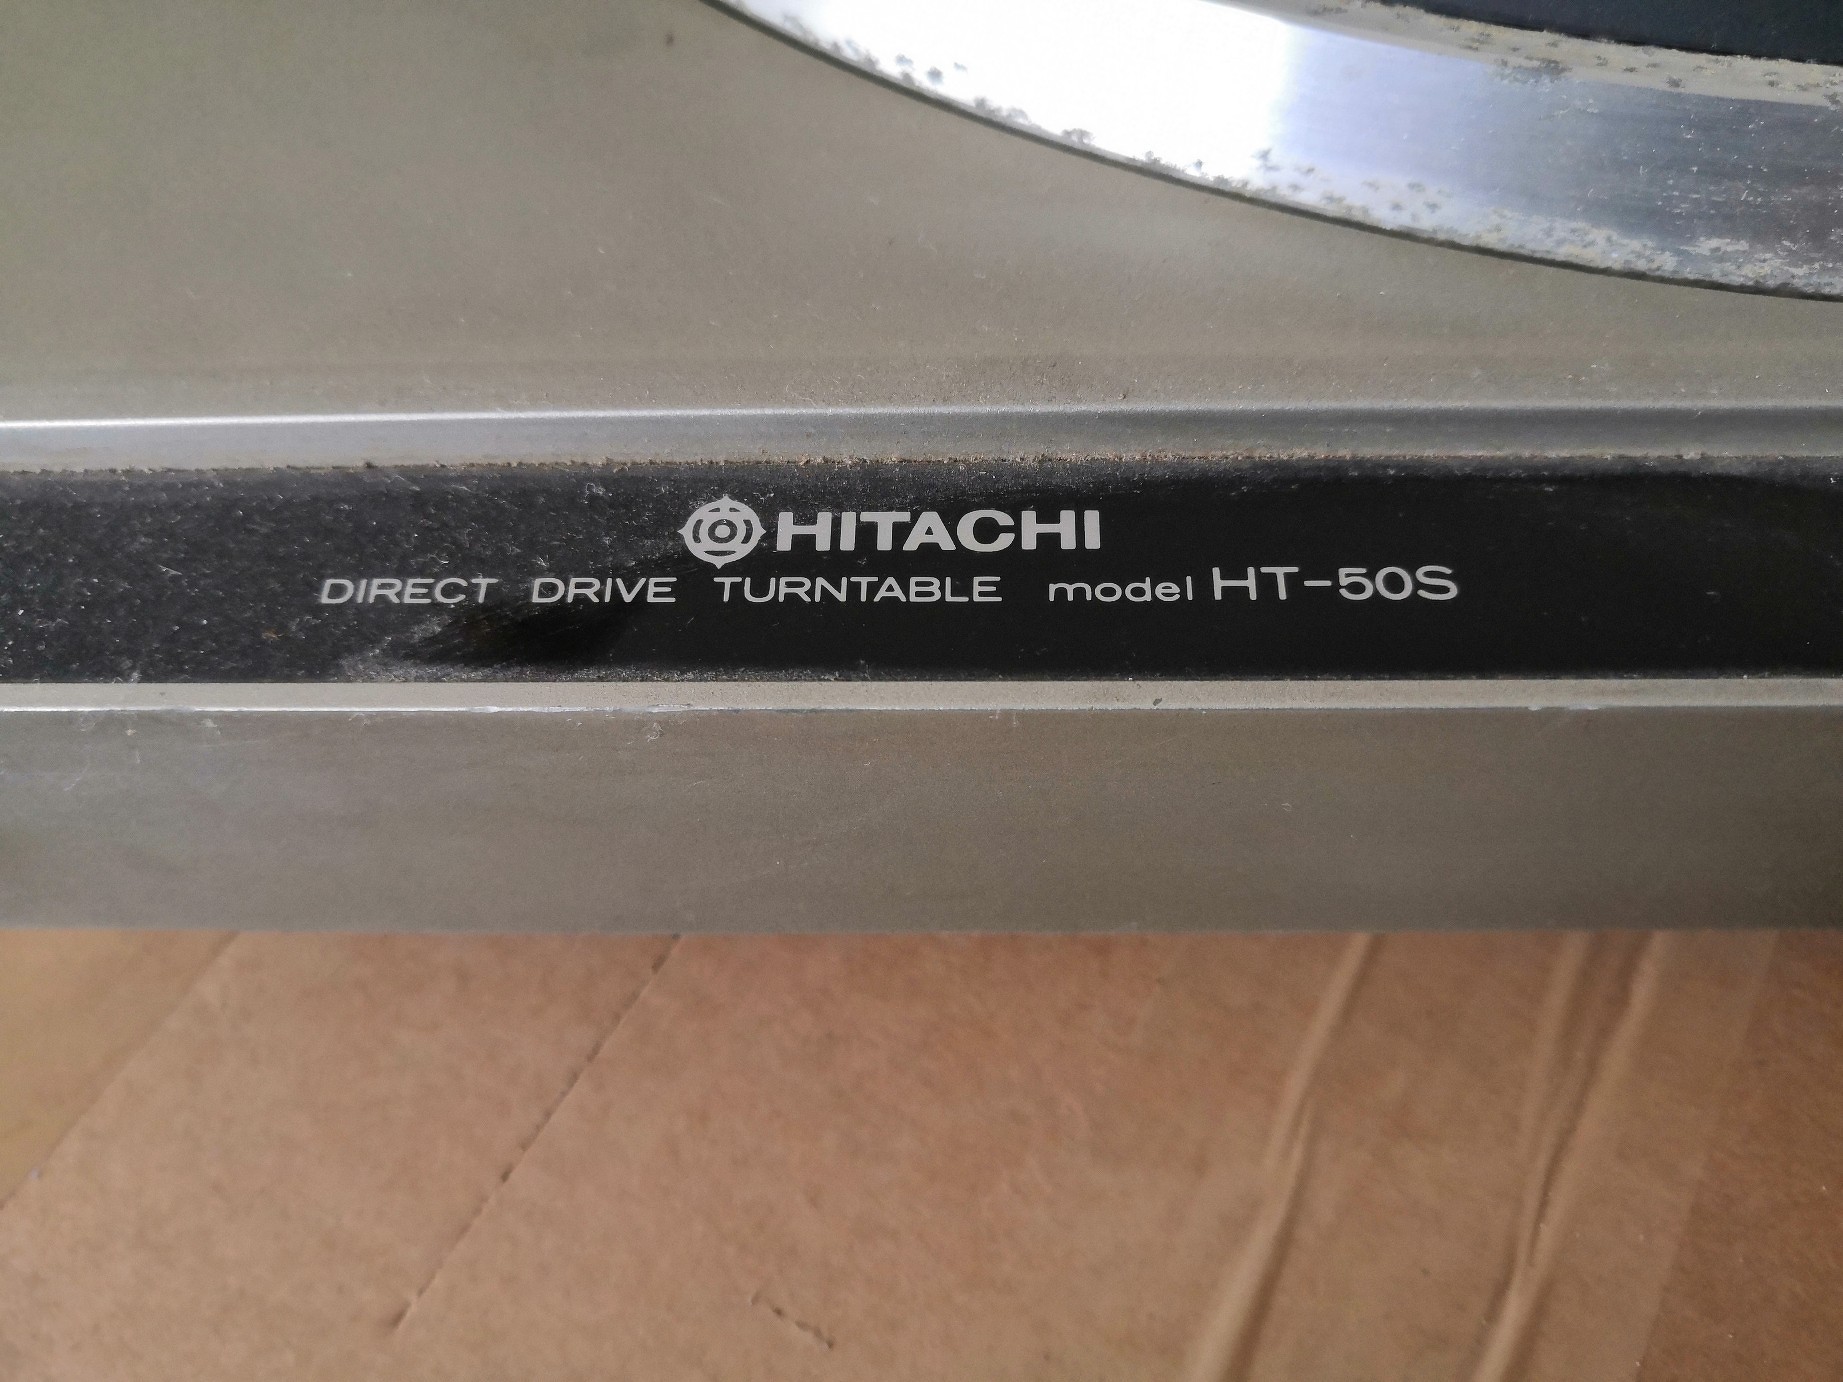 HITACHI
DIRECT DRIVE TURNTABLE model HT-50S